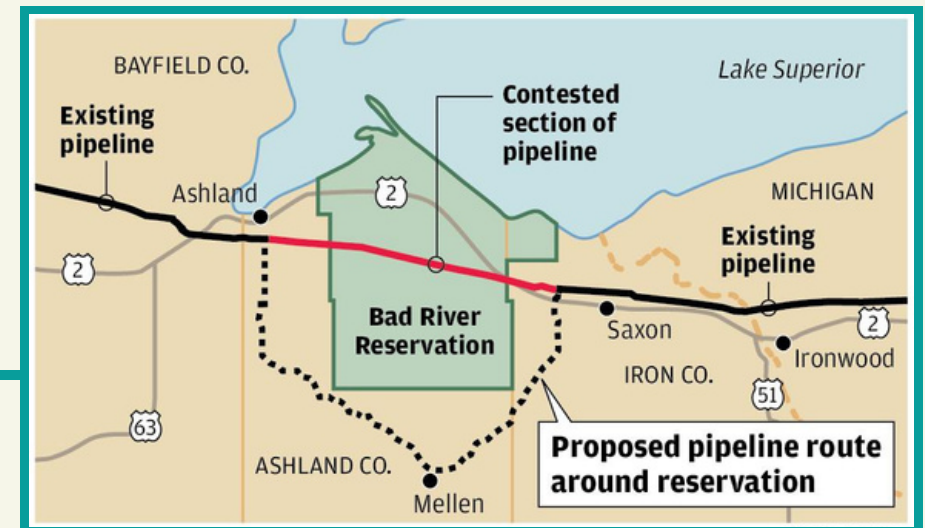 BAYFIELD CO.
Lake Superior
Existing
pipeline
Contested
section of
pipeline
Ashland
2
MICHIGAN
Existing
pipeline
2
Bad River
Reservation
Saxon
2
Ironwood
IRON CO.
51
63
Proposed pipeline route
around reservation
ASHLAND CO.
Mellen